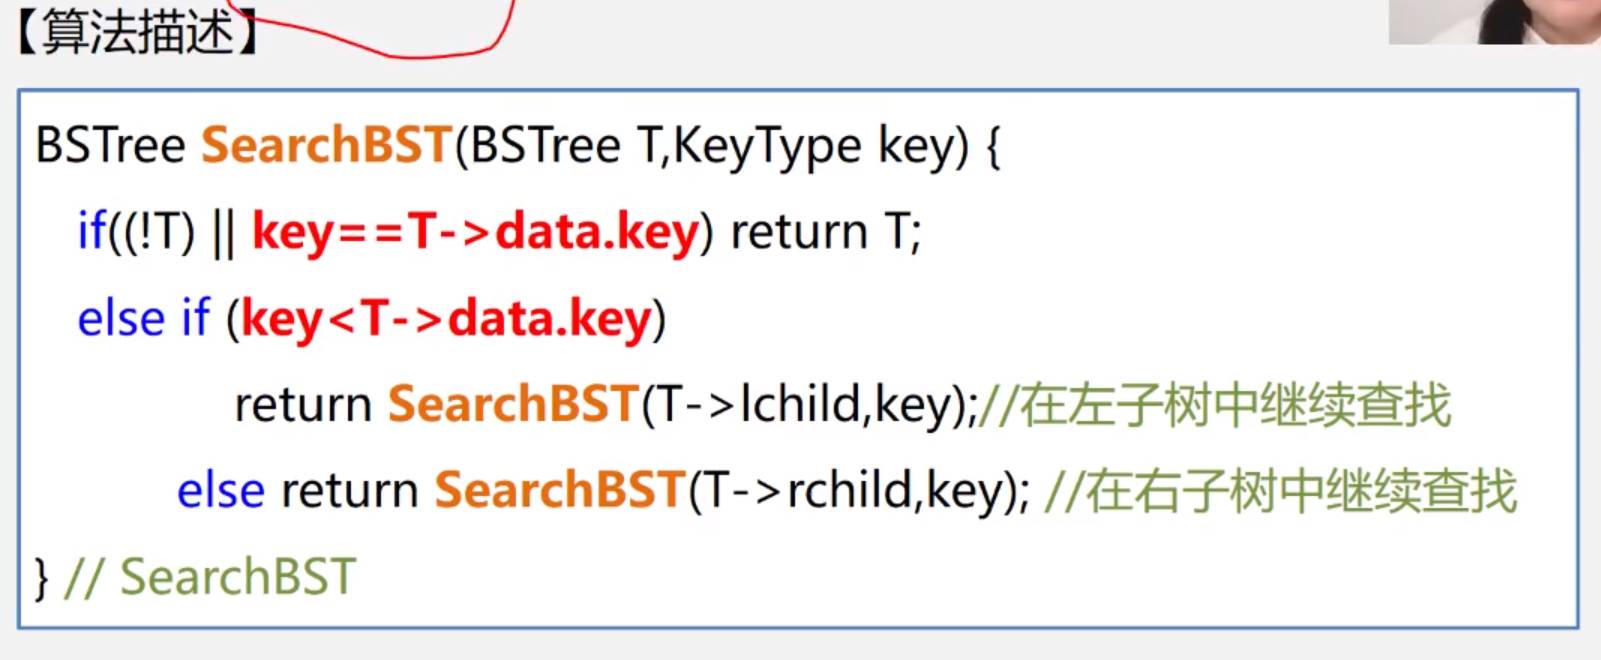 【算法描述】
BSTree SearchBST(BSTree T,KeyType key) {
if((!T) || key==T->data.key) return T;
else if (key<T->data.key)
return SearchBST(T->lchild,key);//在左子树中继续查找
else return SearchBST(T->rchild,key); //在右子树中继续查找
} // SearchBST